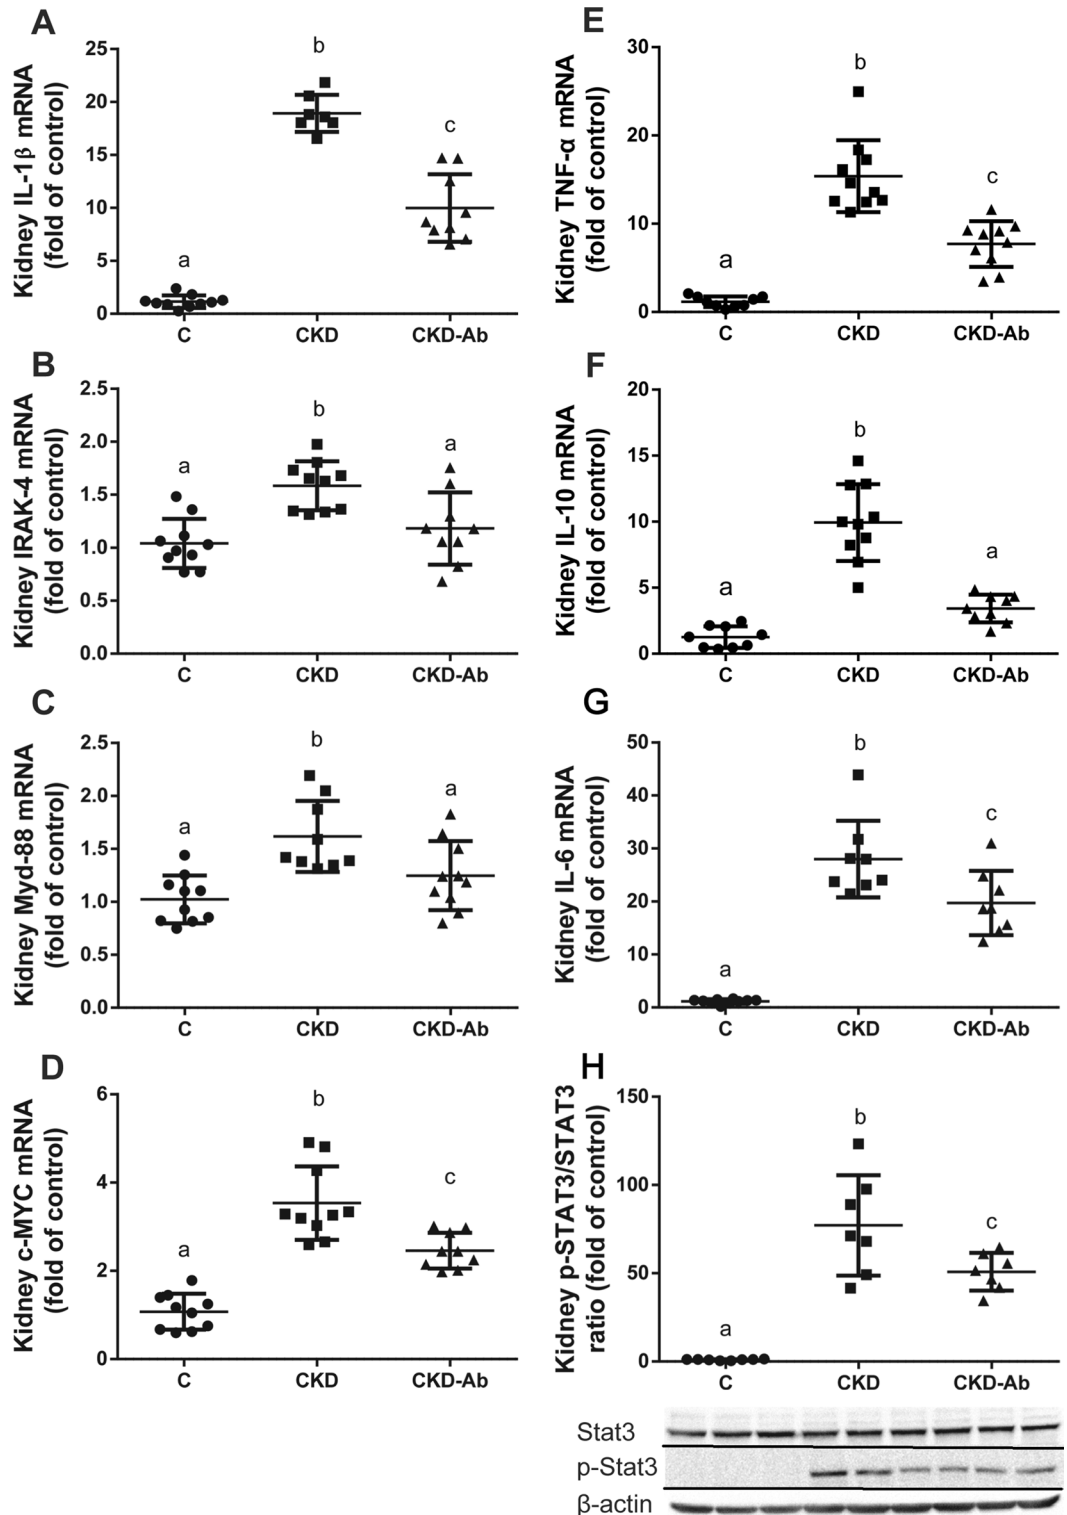 A
Kidney IL-1β mRNA
(fold of control)
25
20
15
10
5
0
a
b
c
C
CKD
CKD-Ab
B
Kidney IRAK-4 mRNA
(fold of control)
2.5
2.0
1.5
1.0
0.5
0.0
a
b
a
C
CKD
CKD-Ab
C
Kidney Myd-88 mRNA
(fold of control)
2.5
2.0
1.5
1.0
0.5
0.0
a
b
a
C
CKD
CKD-Ab
D
Kidney c-MYC mRNA
(fold of control)
6
4
2
0
a
b
c
C
CKD
CKD-Ab
E
Kidney TNF-α mRNA
(fold of control)
30
20
10
0
a
b
c
C
CKD
CKD-Ab
F
Kidney IL-10 mRNA
(fold of control)
20
15
10
5
0
a
b
a
C
CKD
CKD-Ab
G
Kidney IL-6 mRNA
(fold of control)
50
40
30
20
10
0
a
b
c
C
CKD
CKD-Ab
H
Kidney p-STAT3/STAT3
ratio (fold of control)
150
100
50
0
a
b
c
C
CKD
CKD-Ab
Stat3
p-Stat3
β-actin